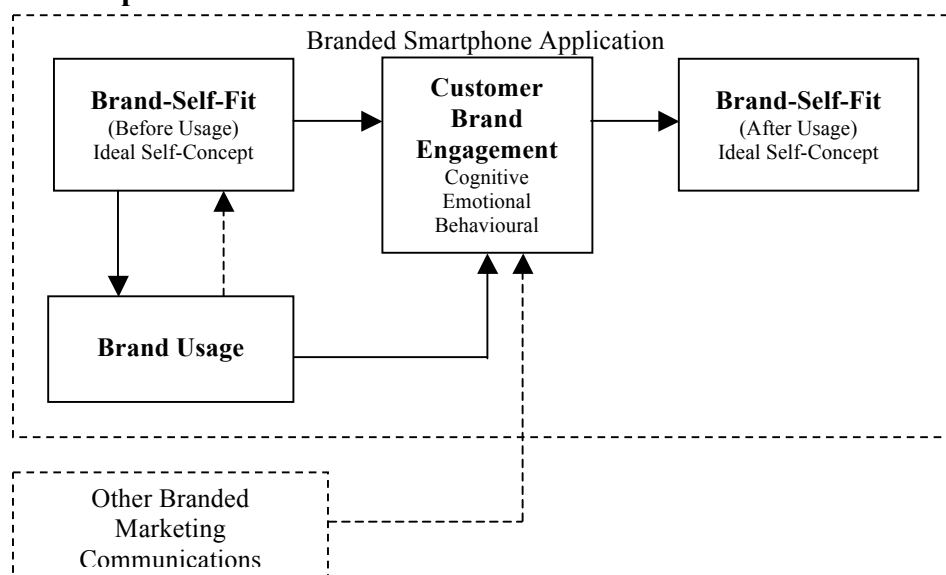 Branded Smartphone Application
Brand-Self-Fit
(Before Usage)
Ideal Self-Concept
Customer
Brand
Engagement
Cognitive
Emotional
Behavioural
Brand-Self-Fit
(After Usage)
Ideal Self-Concept
Brand Usage
Other Branded
Marketing
Communications